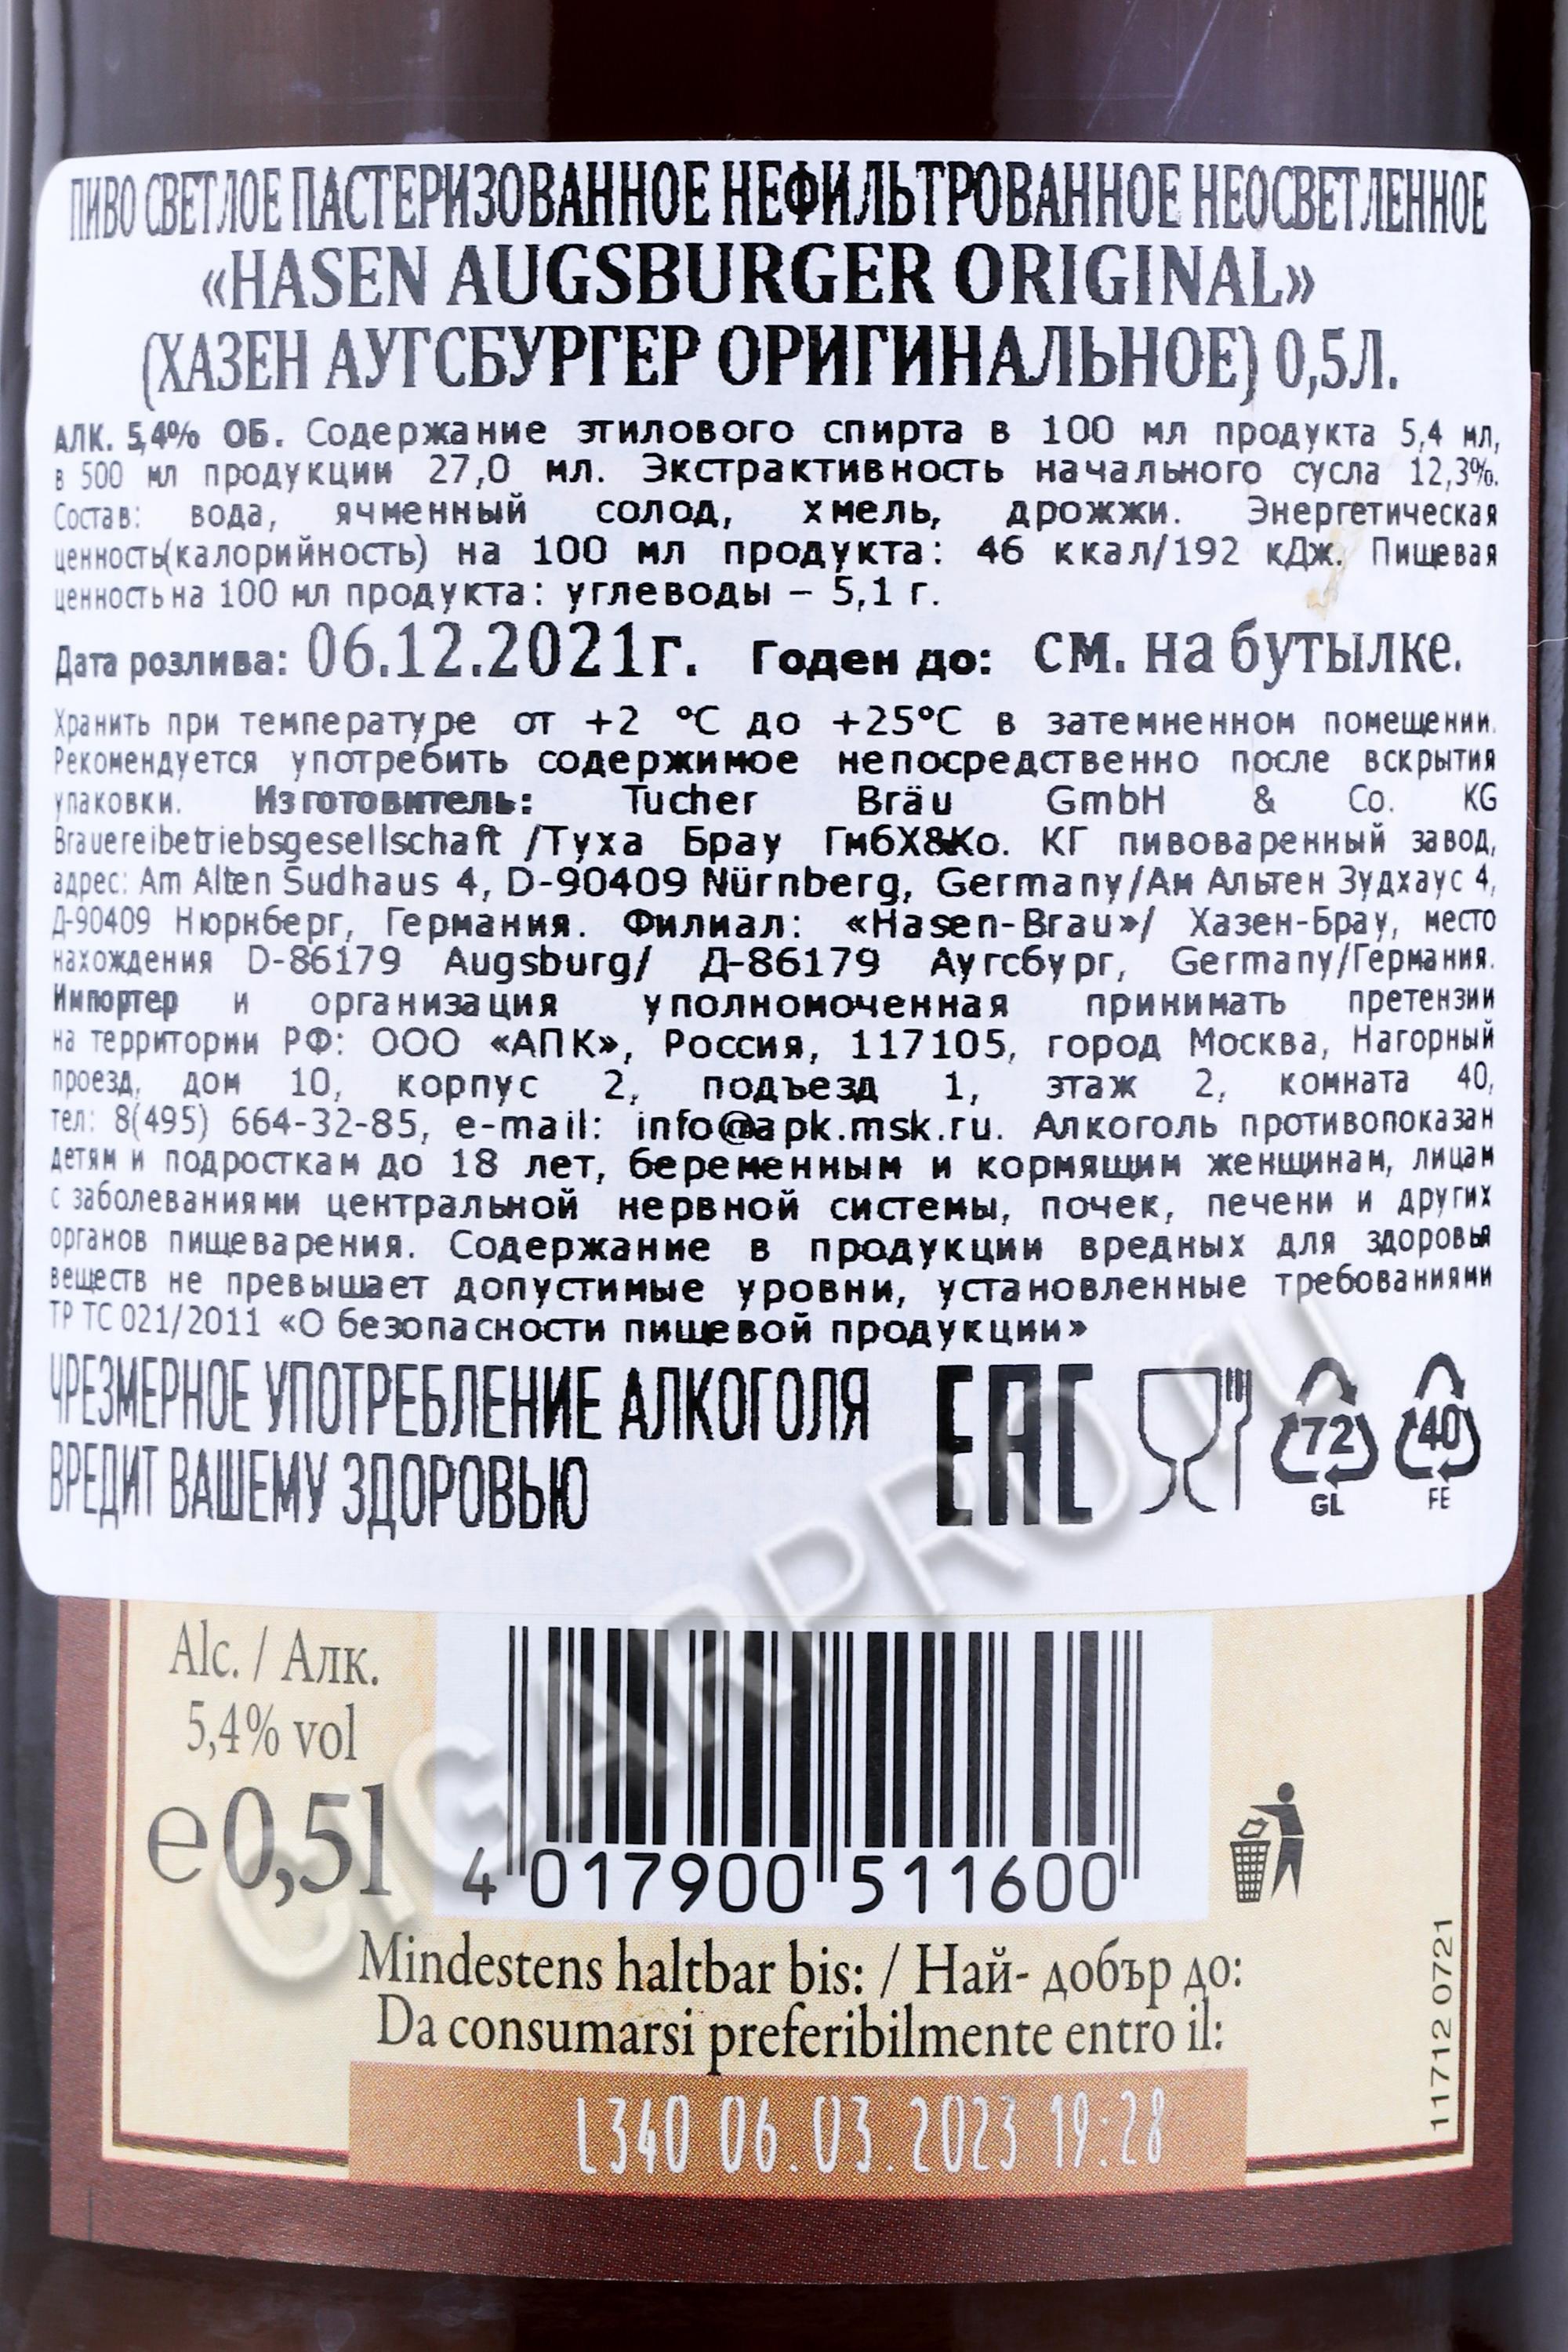 ПИВО СВЕТЛОЕ ПАСТЕРИЗОВАННОЕ НЕФИЛЬТРОВАННОЕ НЕОСВЕТЛЕННОЕ
«HASEN AUGSBURGER ORIGINAL»
(ХАЗЕН АУГСБУРГЕР ОРИГИНАЛЬНОЕ) 0,5Л.
АЛК. 5,4% ОБ. Содержание этилового спирта в 100 мл продукта 5,4 мл,
в 500 мл продукции 27,0 мл. Экстрактивность начального сусла 12,3%.
Состав: вода, ячменный солод, хмель, дрожжи. Энергетическая
ценность(калорийность) на 100 мл продукта: 46 ккал/192 кДж. Пищевая
ценность на 100 мл продукта: углеводы – 5,1 г.
Дата розлива: 06.12.2021г. Годен до: см. на бутылке.
Хранить при температуре от +2 °С до +25°С в затемненном помещении.
Рекомендуется употребить содержимое непосредственно после вскрытия
упаковки. Изготовитель: Tucher Bräu GmbH & Co. KG
Brauereibetriebsgesellschaft /Туха Брау ГмбХ&Ко. КГ пивоваренный завод,
адрес: Am Alten Sudhaus 4, D-90409 Nürnberg, Germany/Ам Альтен Зудхаус 4,
Д-90409 Нюрнберг, Германия. Филиал: «Hasen-Brau»/ Хазен-Брау, место
нахождения D-86179 Augsburg/ Д-86179 Аугсбург, Germany/Германия.
Импортер и организация уполномоченная принимать претензии
на территории РФ: ООО «АПК», Россия, 117105, город Москва, Нагорный
проезд, дом 10, корпус 2, подъезд 1, этаж 2, комната 40,
тел: 8(495) 664-32-85, e-mail: info@apk.msk.ru. Алкоголь противопоказан
детям и подросткам до 18 лет, беременным и кормящим женщинам, лицам
с заболеваниями центральной нервной системы, почек, печени и других
органов пищеварения. Содержание в продукции вредных для здоровья
веществ не превышает допустимые уровни, установленные требованиями
ТР ТС 021/2011 «О безопасности пищевой продукции»
ЧРЕЗМЕРНОЕ УПОТРЕБЛЕНИЕ АЛКОГОЛЯ
ВРЕДИТ ВАШЕМУ ЗДОРОВЬЮ
EAC
72
GL
40
FE
CIGARPRO.ru
Alc. / Алк.
5,4% vol
e 0,5l
4 017900 511600
Mindestens haltbar bis: / Най- добър до:
Da consumarsi preferibilmente entro il:
L340 06.03.2023 19:28
11712 0721